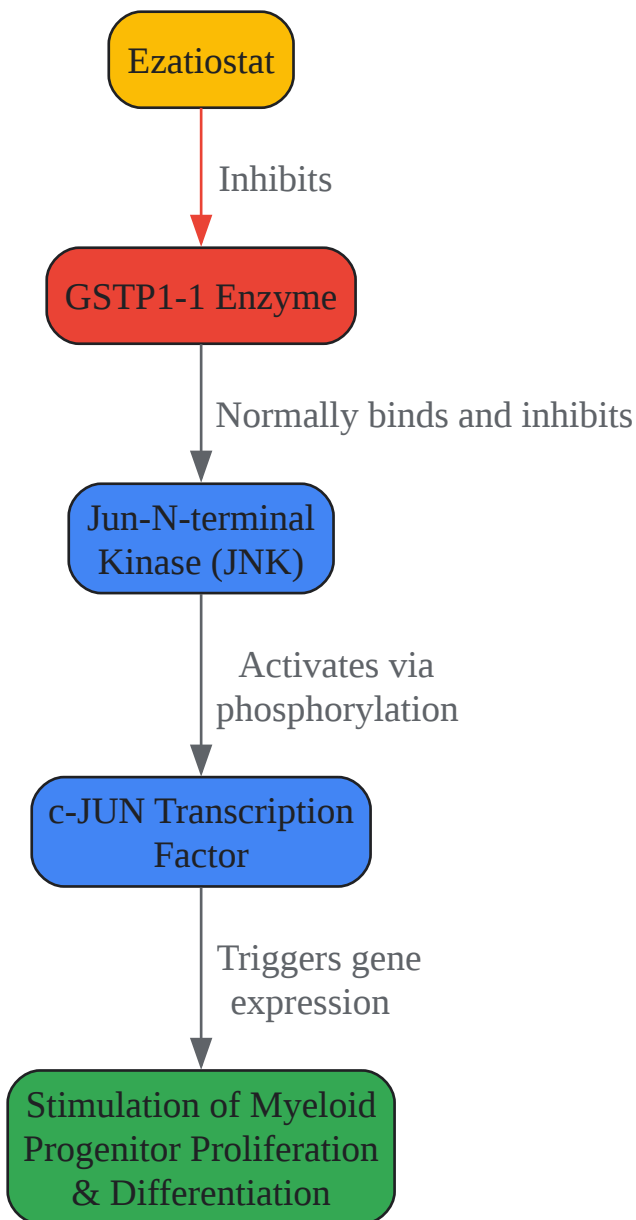 Ezatiostat
Inhibits
GSTP1-1 Enzyme
Normally binds and inhibits
Jun-N-terminal
Kinase (JNK)
Activates via
phosphorylation
c-JUN Transcription
Factor
Triggers gene
expression
Stimulation of Myeloid
Progenitor Proliferation
& Differentiation